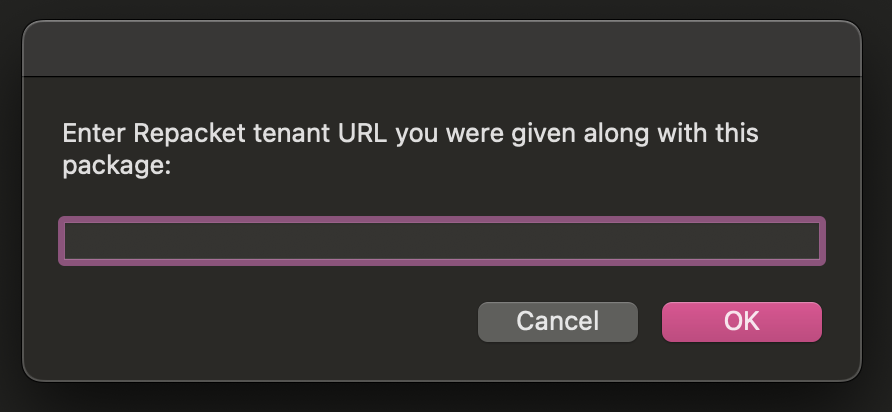 Enter Repacket tenant URL you were given along with this
package:
Cancel
OK